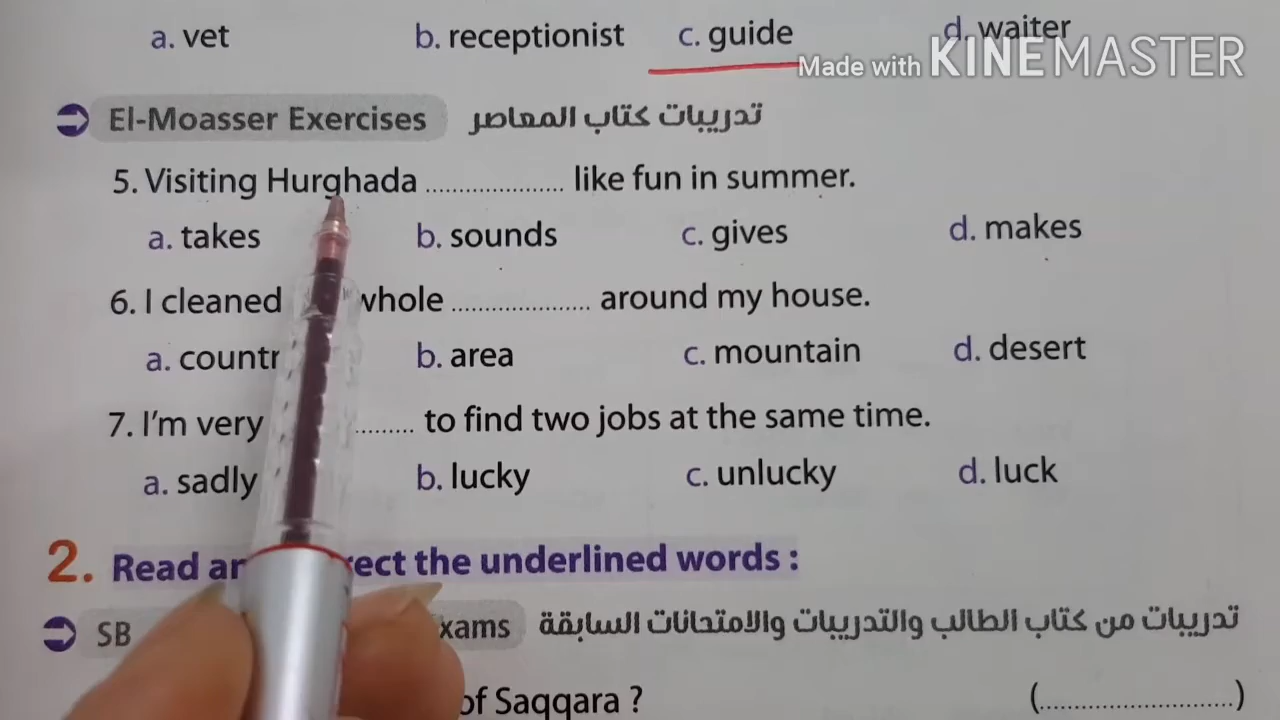 a. vet b. receptionist c. guide d. waiter
Made with KINEMASTER
El-Moasser Exercises تدريبات كتاب المعاصر
5. Visiting Hurghada ..................... like fun in summer.
a. takes b. sounds c. gives d. makes
6. I cleaned whole ..................... around my house.
b. area c. mountain d. desert
7. I'm very ......... to find two jobs at the same time.
a. sadly b. lucky c. unlucky d. luck
2. Read the underlined words :
SB تدريبات من كتاب الطالب والتدريبات والامتحانات السابقة
of Saqqara ? (...........................)